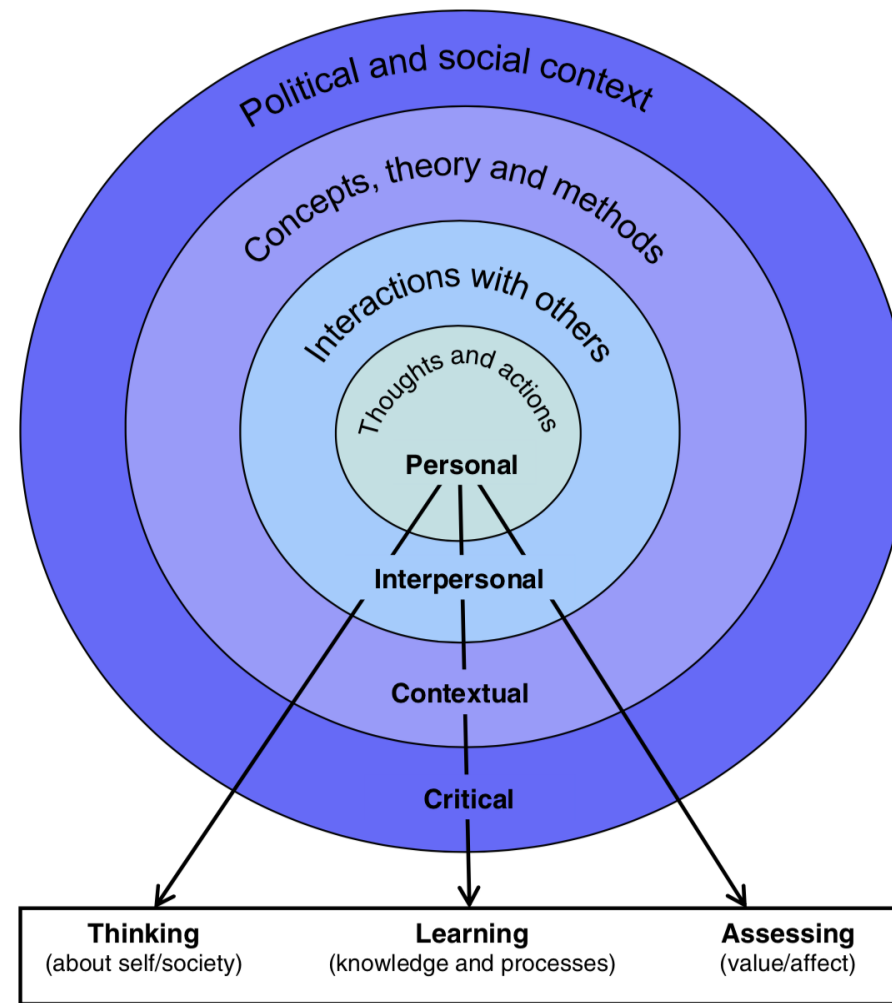 Political and social context
Concepts, theory and methods
Interactions with others
Thoughts and actions
Personal
Interpersonal
Contextual
Critical
Thinking
(about self/society)
Learning
(knowledge and processes)
Assessing
(value/affect)